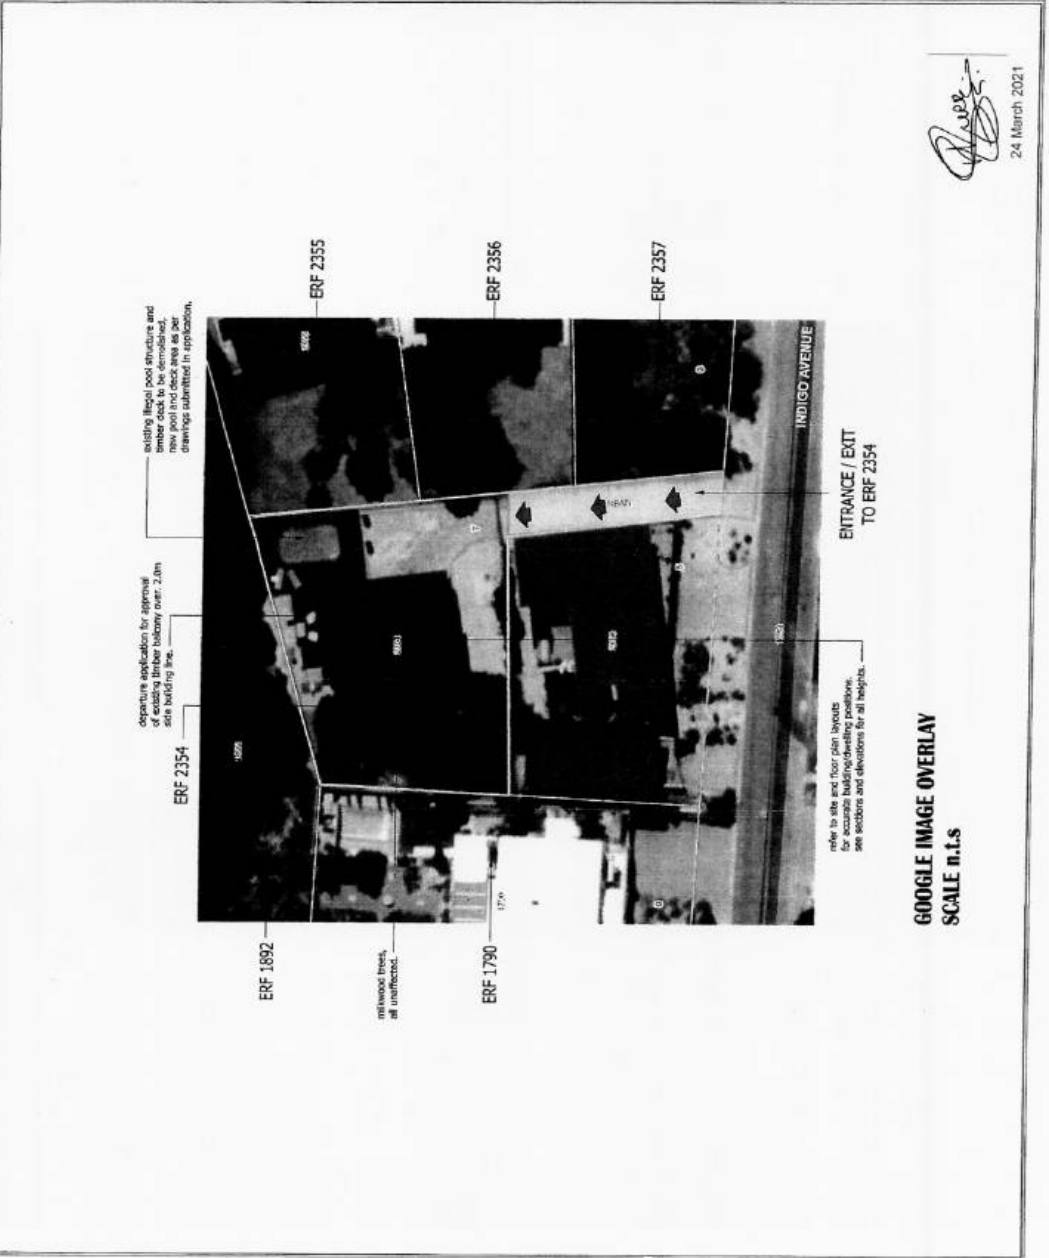 existing illegal pool structure and
timber deck to be demolished,
new pool and deck area as per
drawings submitted in application.
departure application for approval
of existing timber balcony over 2.0m
side building line.
ERF 2354
ERF 2355
ERF 2356
ERF 2357
ERF 1892
milkwood trees,
all unaffected.
ERF 1790
7
8
INDIGO AVENUE
ENTRANCE / EXIT
TO ERF 2354
refer to site and floor plan layouts
for accurate building/dwelling positions.
see sections and elevations for all heights.
GOOGLE IMAGE OVERLAY
SCALE n.t.s
24 March 2021